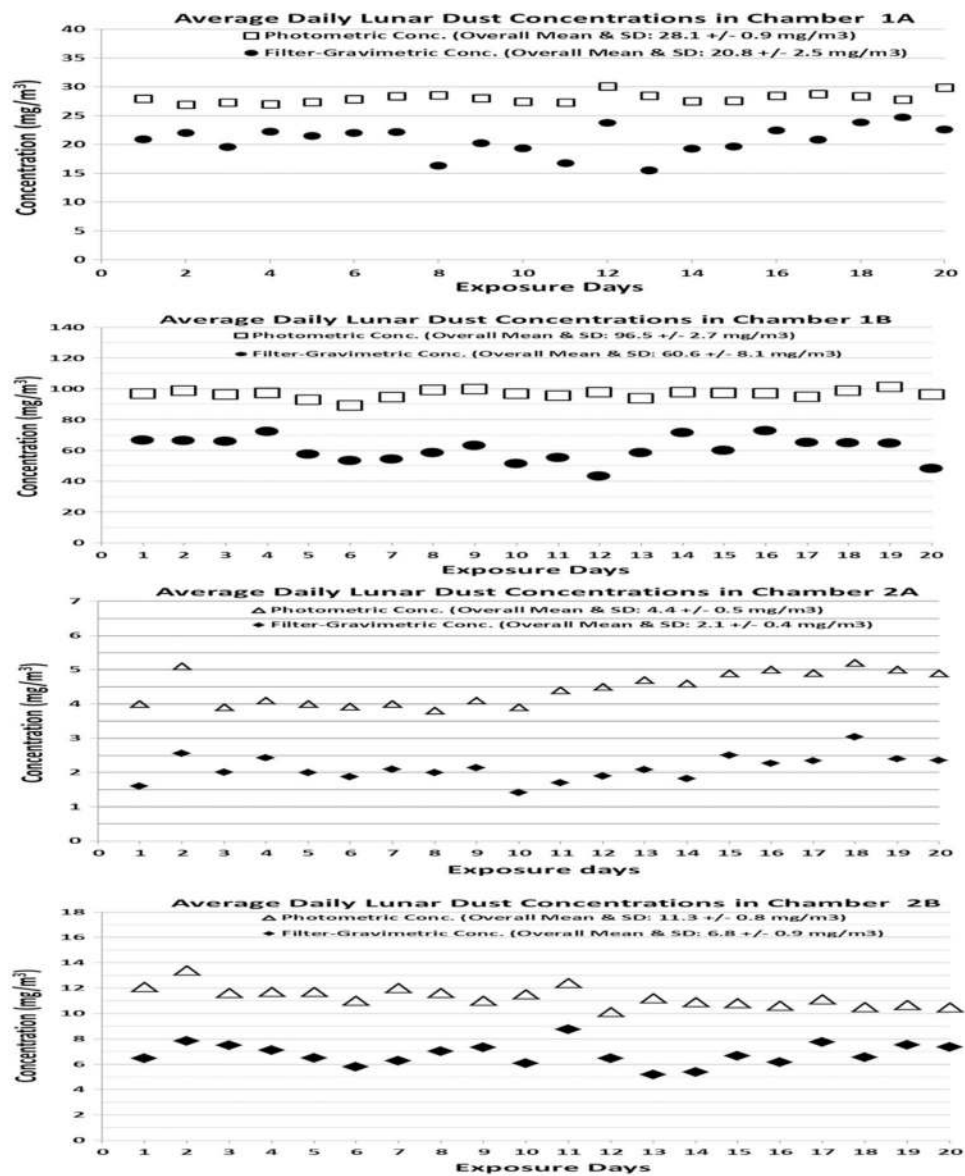 Average Daily Lunar Dust Concentrations in Chamber 1A
Photometric Conc. (Overall Mean & SD: 28.1 +/- 0.9 mg/m3)
Filter-Gravimetric Conc. (Overall Mean & SD: 20.8 +/- 2.5 mg/m3)
Concentration (mg/m³)
40
35
30
25
20
15
10
5
0
0 2 4 6 8 10 12 14 16 18 20
Exposure Days
Average Daily Lunar Dust Concentrations in Chamber 1B
Photometric Conc. (Overall Mean & SD: 96.5 +/- 2.7 mg/m3)
Filter-Gravimetric Conc. (Overall Mean & SD: 60.6 +/- 8.1 mg/m3)
Concentration (mg/m³)
140
120
100
80
60
40
20
0
0 1 2 3 4 5 6 7 8 9 10 11 12 13 14 15 16 17 18 19 20
Exposure Days
Average Daily Lunar Dust Concentrations in Chamber 2A
Photometric Conc. (Overall Mean & SD: 4.4 +/- 0.5 mg/m3)
Filter-Gravimetric Conc. (Overall Mean & SD: 2.1 +/- 0.4 mg/m3)
Concentration (mg/m³)
7
6
5
4
3
2
1
0
0 1 2 3 4 5 6 7 8 9 10 11 12 13 14 15 16 17 18 19 20
Exposure days
Average Daily Lunar Dust Concentrations in Chamber 2B
Photometric Conc. (Overall Mean & SD: 11.3 +/- 0.8 mg/m3)
Filter-Gravimetric Conc. (Overall Mean & SD: 6.8 +/- 0.9 mg/m3)
Concentration (mg/m³)
18
16
14
12
10
8
6
4
2
0
0 1 2 3 4 5 6 7 8 9 10 11 12 13 14 15 16 17 18 19 20
Exposure Days